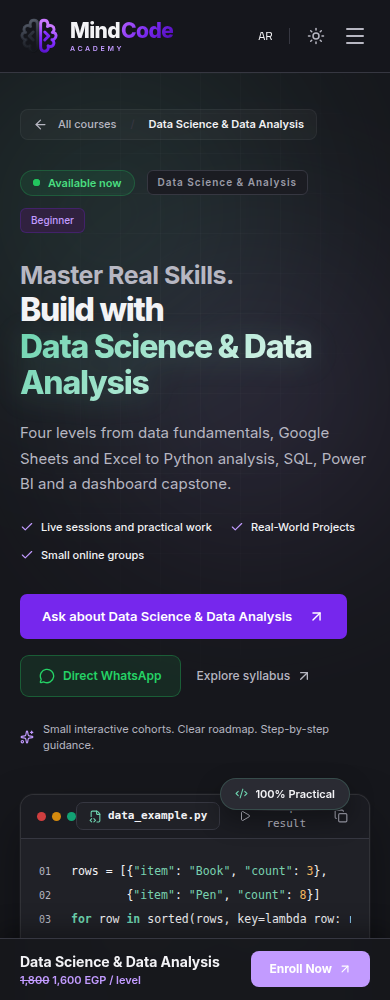 MindCode
ACADEMY
AR
All courses / Data Science & Data Analysis
Available now
Data Science & Analysis
Beginner
Master Real Skills.
Build with
Data Science & Data
Analysis
Four levels from data fundamentals, Google
Sheets and Excel to Python analysis, SQL, Power
BI and a dashboard capstone.
Live sessions and practical work
Real-World Projects
Small online groups
Ask about Data Science & Data Analysis
Direct WhatsApp
Explore syllabus
Small interactive cohorts. Clear roadmap. Step-by-step
guidance.
100% Practical
data_example.py
result
01 rows = [{"item": "Book", "count": 3},
02 {"item": "Pen", "count": 8}]
03 for row in sorted(rows, key=lambda row:
Data Science & Data Analysis
1,800 1,600 EGP / level
Enroll Now